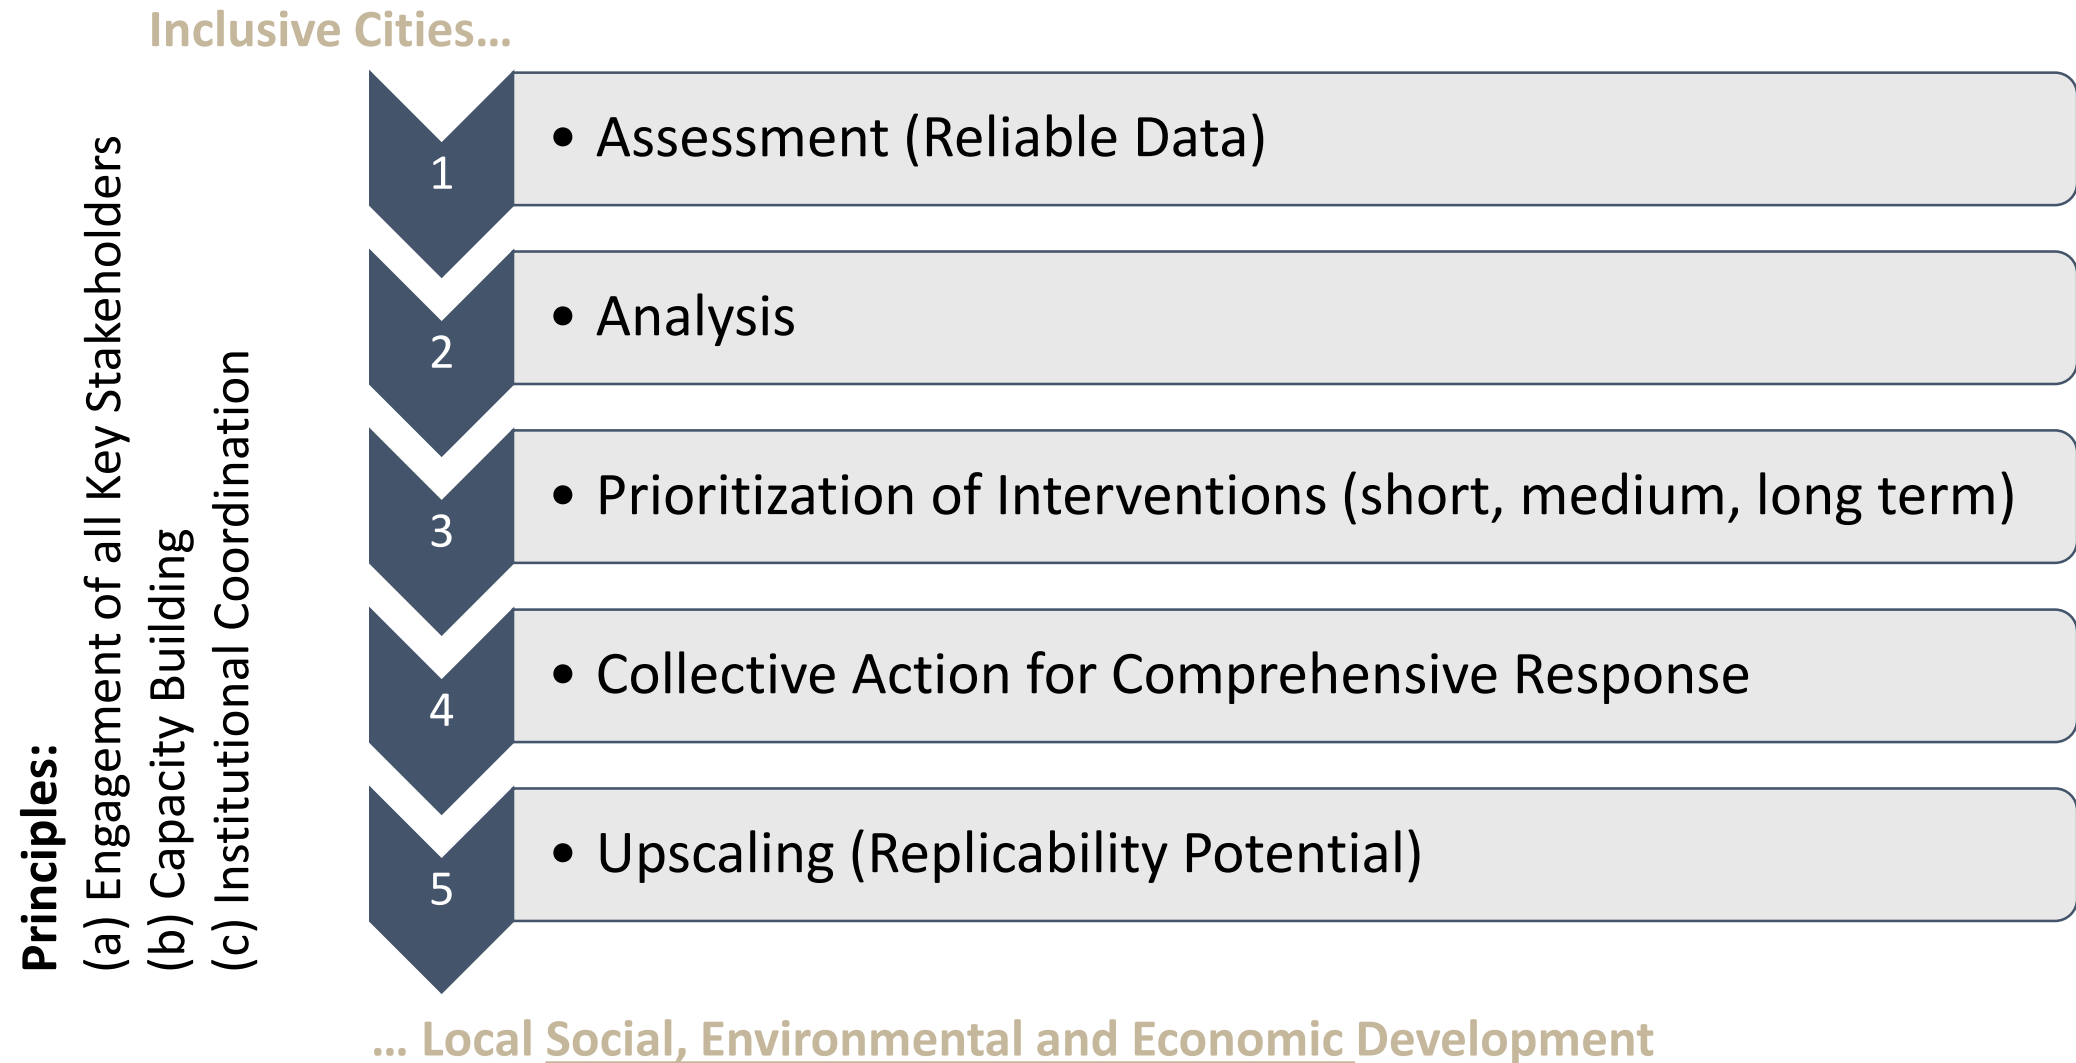 Inclusive Cities...
Principles:
(a) Engagement of all Key Stakeholders
(b) Capacity Building
(c) Institutional Coordination
1
• Assessment (Reliable Data)
2
• Analysis
3
• Prioritization of Interventions (short, medium, long term)
4
• Collective Action for Comprehensive Response
5
• Upscaling (Replicability Potential)
... Local Social, Environmental and Economic Development